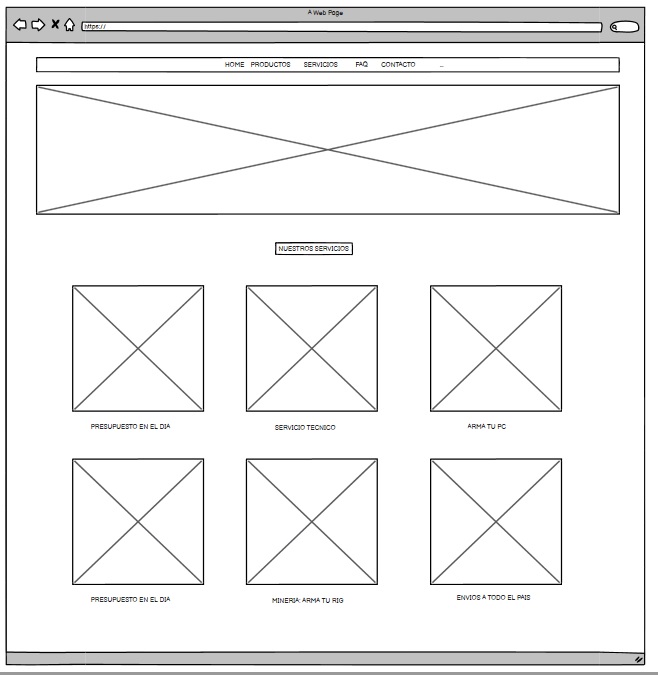 A Web Page
https://
HOME PRODUCTOS SERVICIOS FAQ CONTACTO ...
NUESTROS SERVICIOS
PRESUPUESTO EN EL DIA SERVICIO TECNICO ARMA TU PC
PRESUPUESTO EN EL DIA MINERIA: ARMA TU RIG ENVIOS A TODO EL PAIS